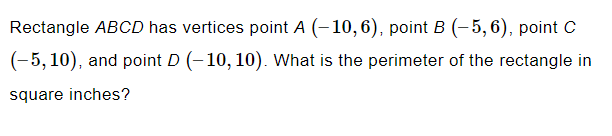 Rectangle ABCD has vertices point A (−10, 6), point B (−5, 6), point C
(−5, 10), and point D (−10, 10). What is the perimeter of the rectangle in
square inches?